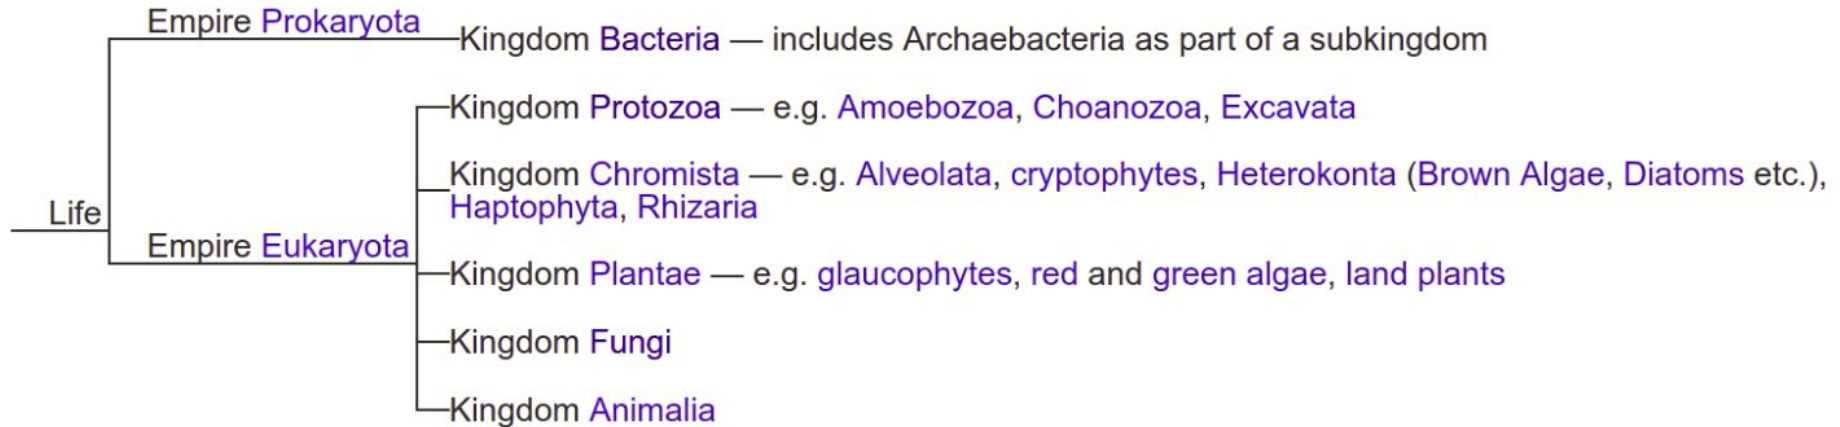 Empire Prokaryota
Kingdom Bacteria — includes Archaebacteria as part of a subkingdom
Kingdom Protozoa — e.g. Amoebozoa, Choanozoa, Excavata
Kingdom Chromista — e.g. Alveolata, cryptophytes, Heterokonta (Brown Algae, Diatoms etc.),
Haptophyta, Rhizaria
Life
Empire Eukaryota
Kingdom Plantae — e.g. glaucophytes, red and green algae, land plants
Kingdom Fungi
Kingdom Animalia